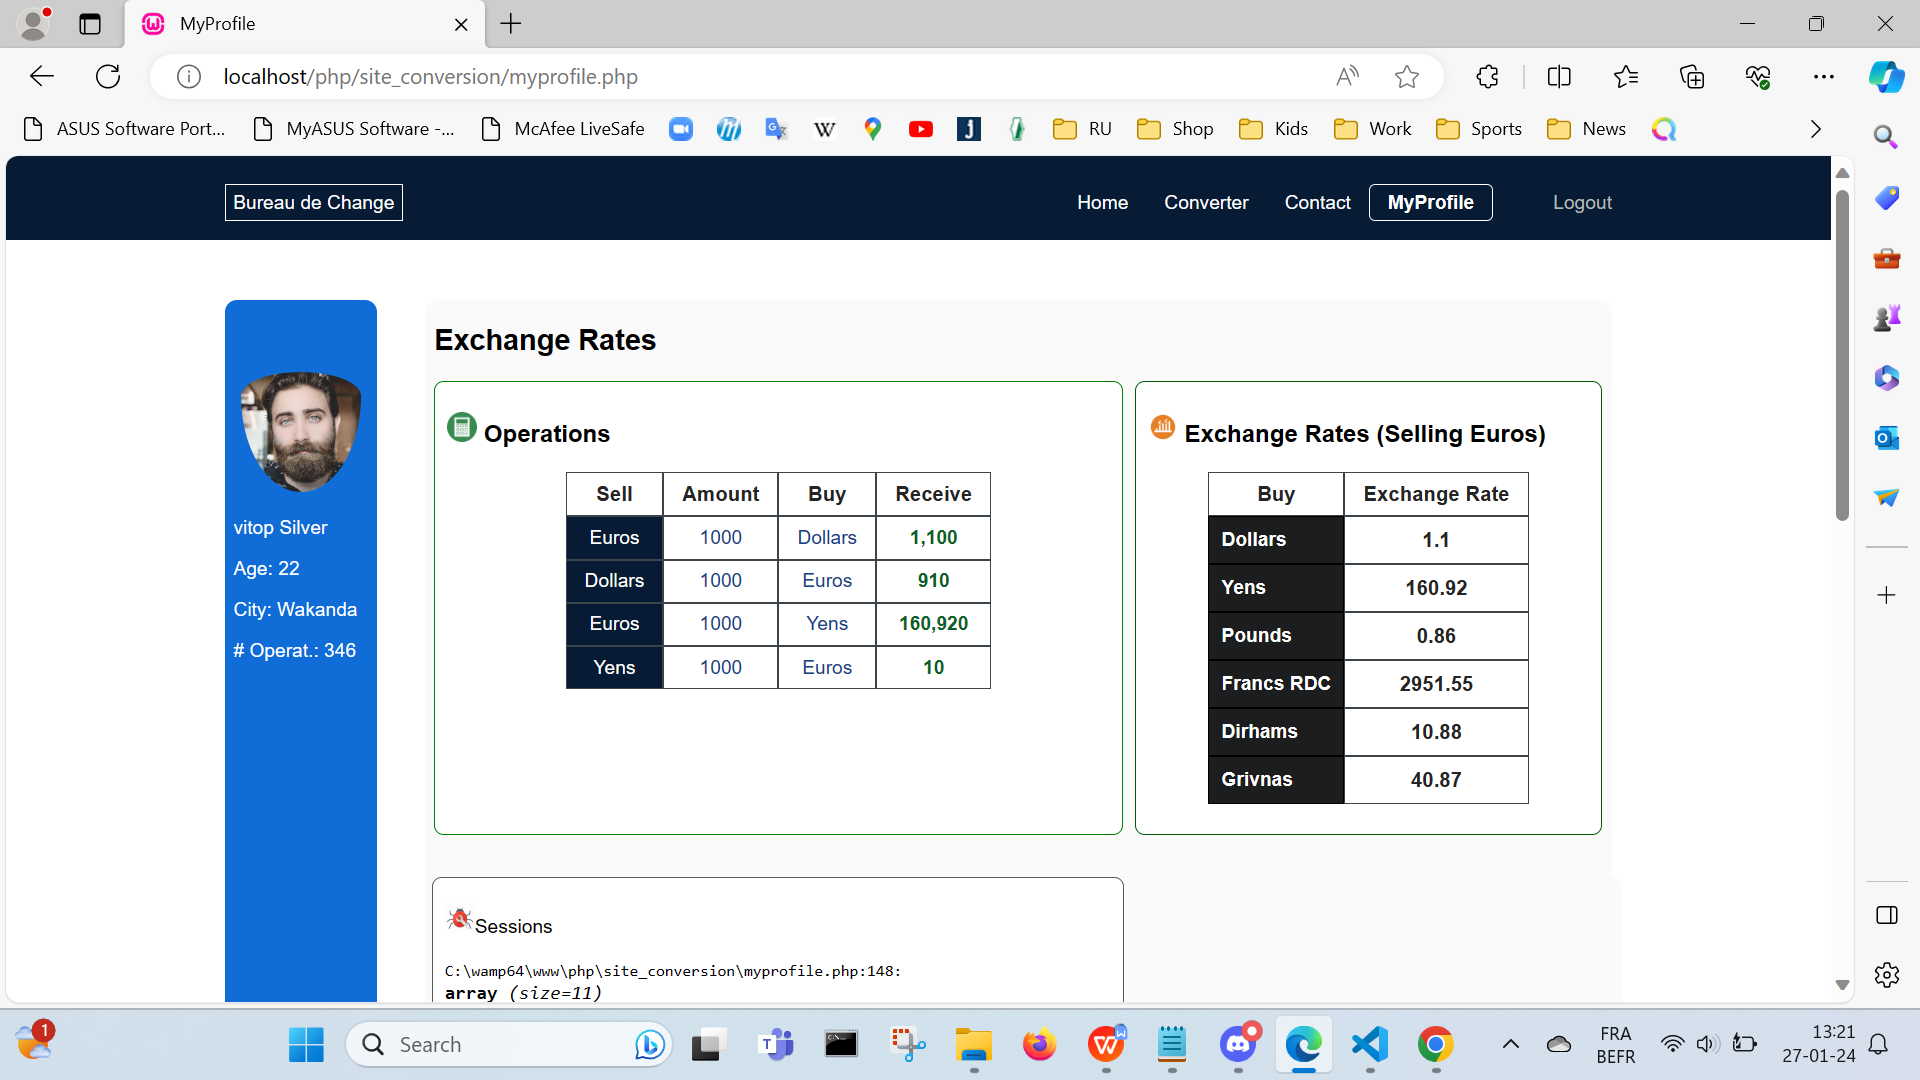 MyProfile
localhost/php/site_conversion/myprofile.php
ASUS Software Port... MyASUS Software -... McAfee LiveSafe RU Shop Kids Work Sports News
Bureau de Change Home Converter Contact MyProfile Logout
vitop Silver
Age: 22
City: Wakanda
# Operat.: 346
Exchange Rates
Operations
Sell Amount Buy Receive
Euros 1000 Dollars 1,100
Dollars 1000 Euros 910
Euros 1000 Yens 160,920
Yens 1000 Euros 10
Exchange Rates (Selling Euros)
Buy Exchange Rate
Dollars 1.1
Yens 160.92
Pounds 0.86
Francs RDC 2951.55
Dirhams 10.88
Grivnas 40.87
Sessions
C:\wamp64\www\php\site_conversion\myprofile.php:148:
array (size=11)
1
Search
FRA
BEFR
13:21
27-01-24